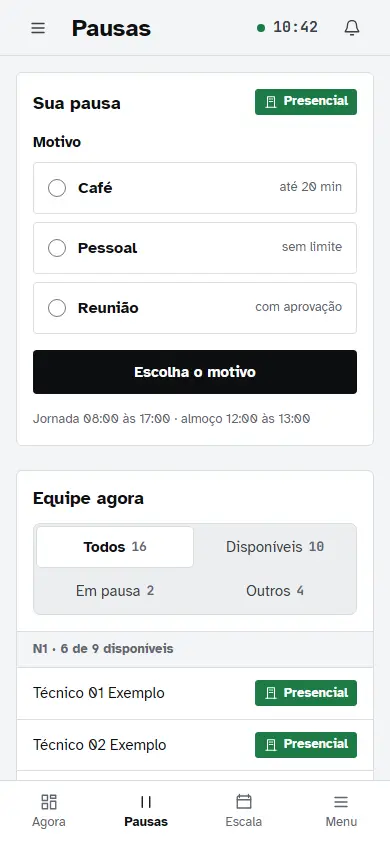 Pausas
10:42
Sua pausa
Presencial
Motivo
Café
até 20 min
Pessoal
sem limite
Reunião
com aprovação
Escolha o motivo
Jornada 08:00 às 17:00 · almoço 12:00 às 13:00
Equipe agora
Todos 16
Disponíveis 10
Em pausa 2
Outros 4
N1 · 6 de 9 disponíveis
Técnico 01 Exemplo
Presencial
Técnico 02 Exemplo
Presencial
Agora
Pausas
Escala
Menu